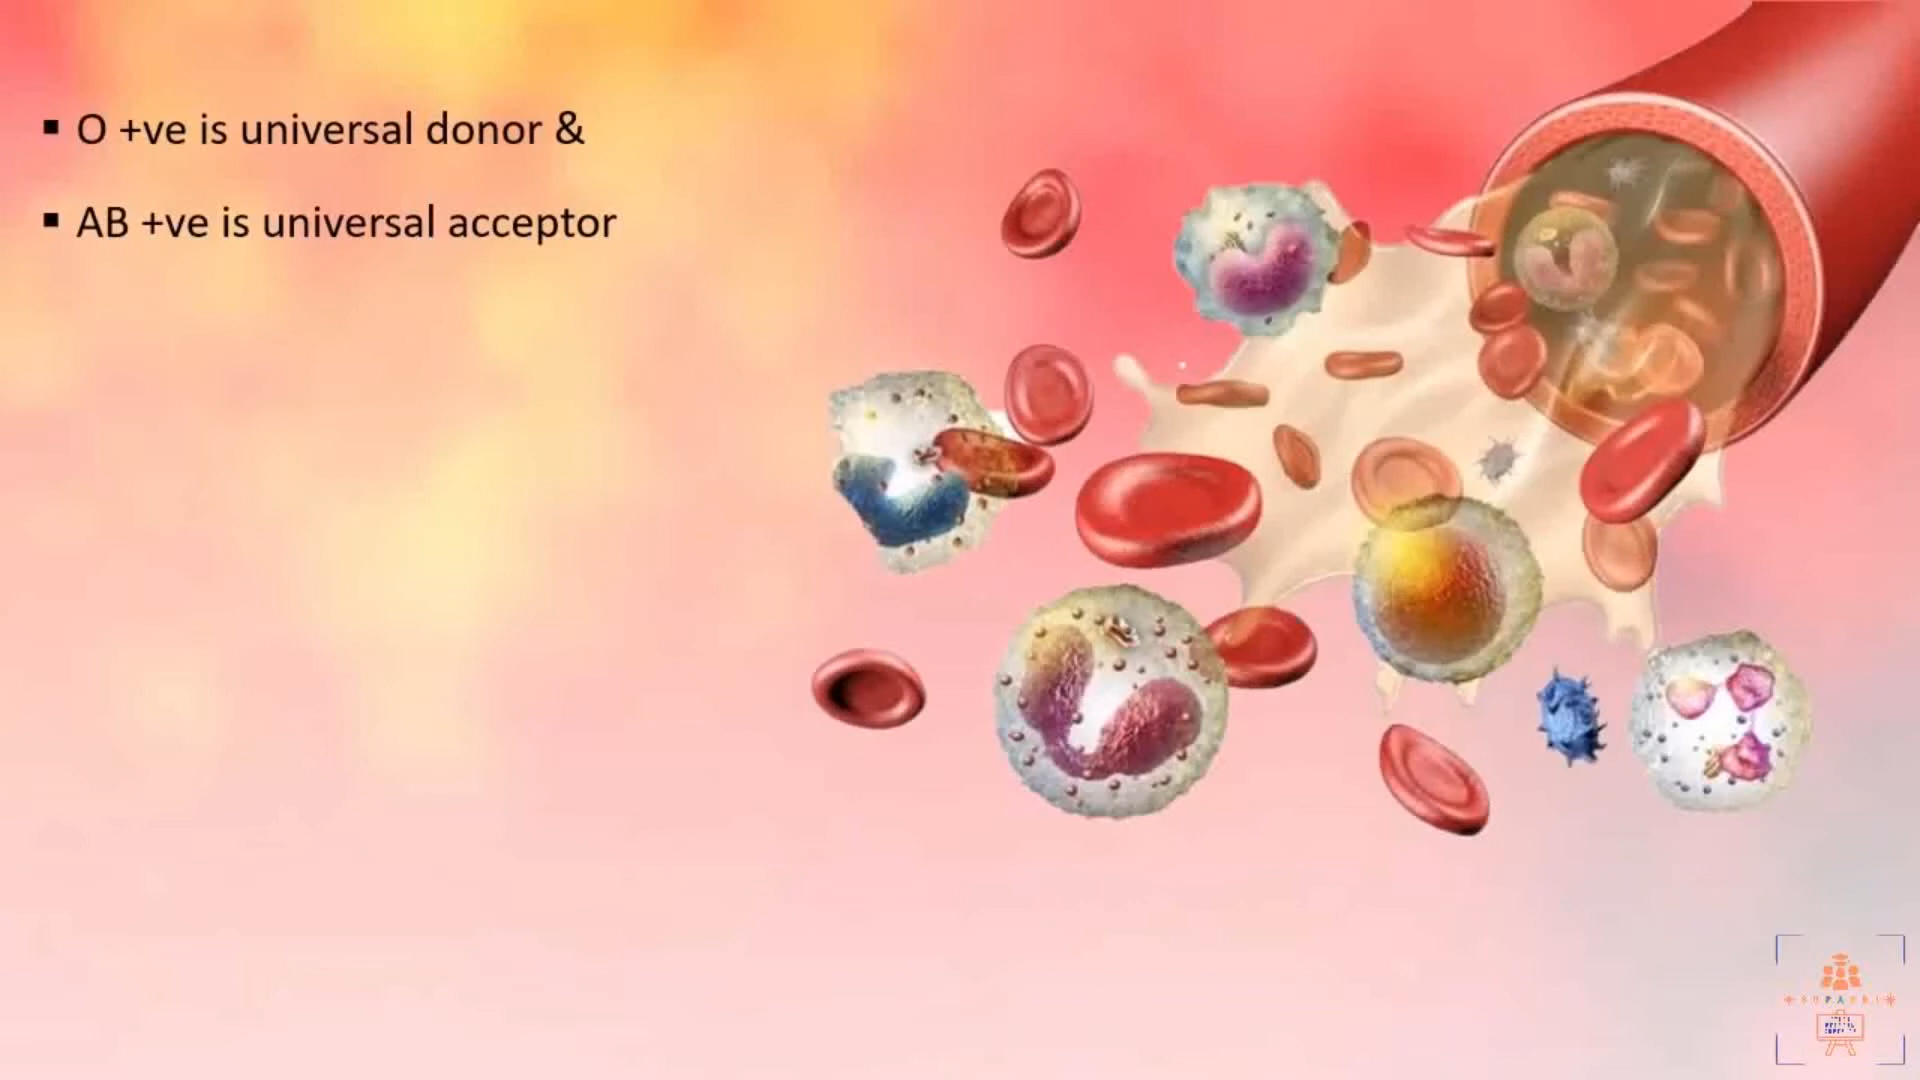 ▪ O +ve is universal donor &
▪ AB +ve is universal acceptor